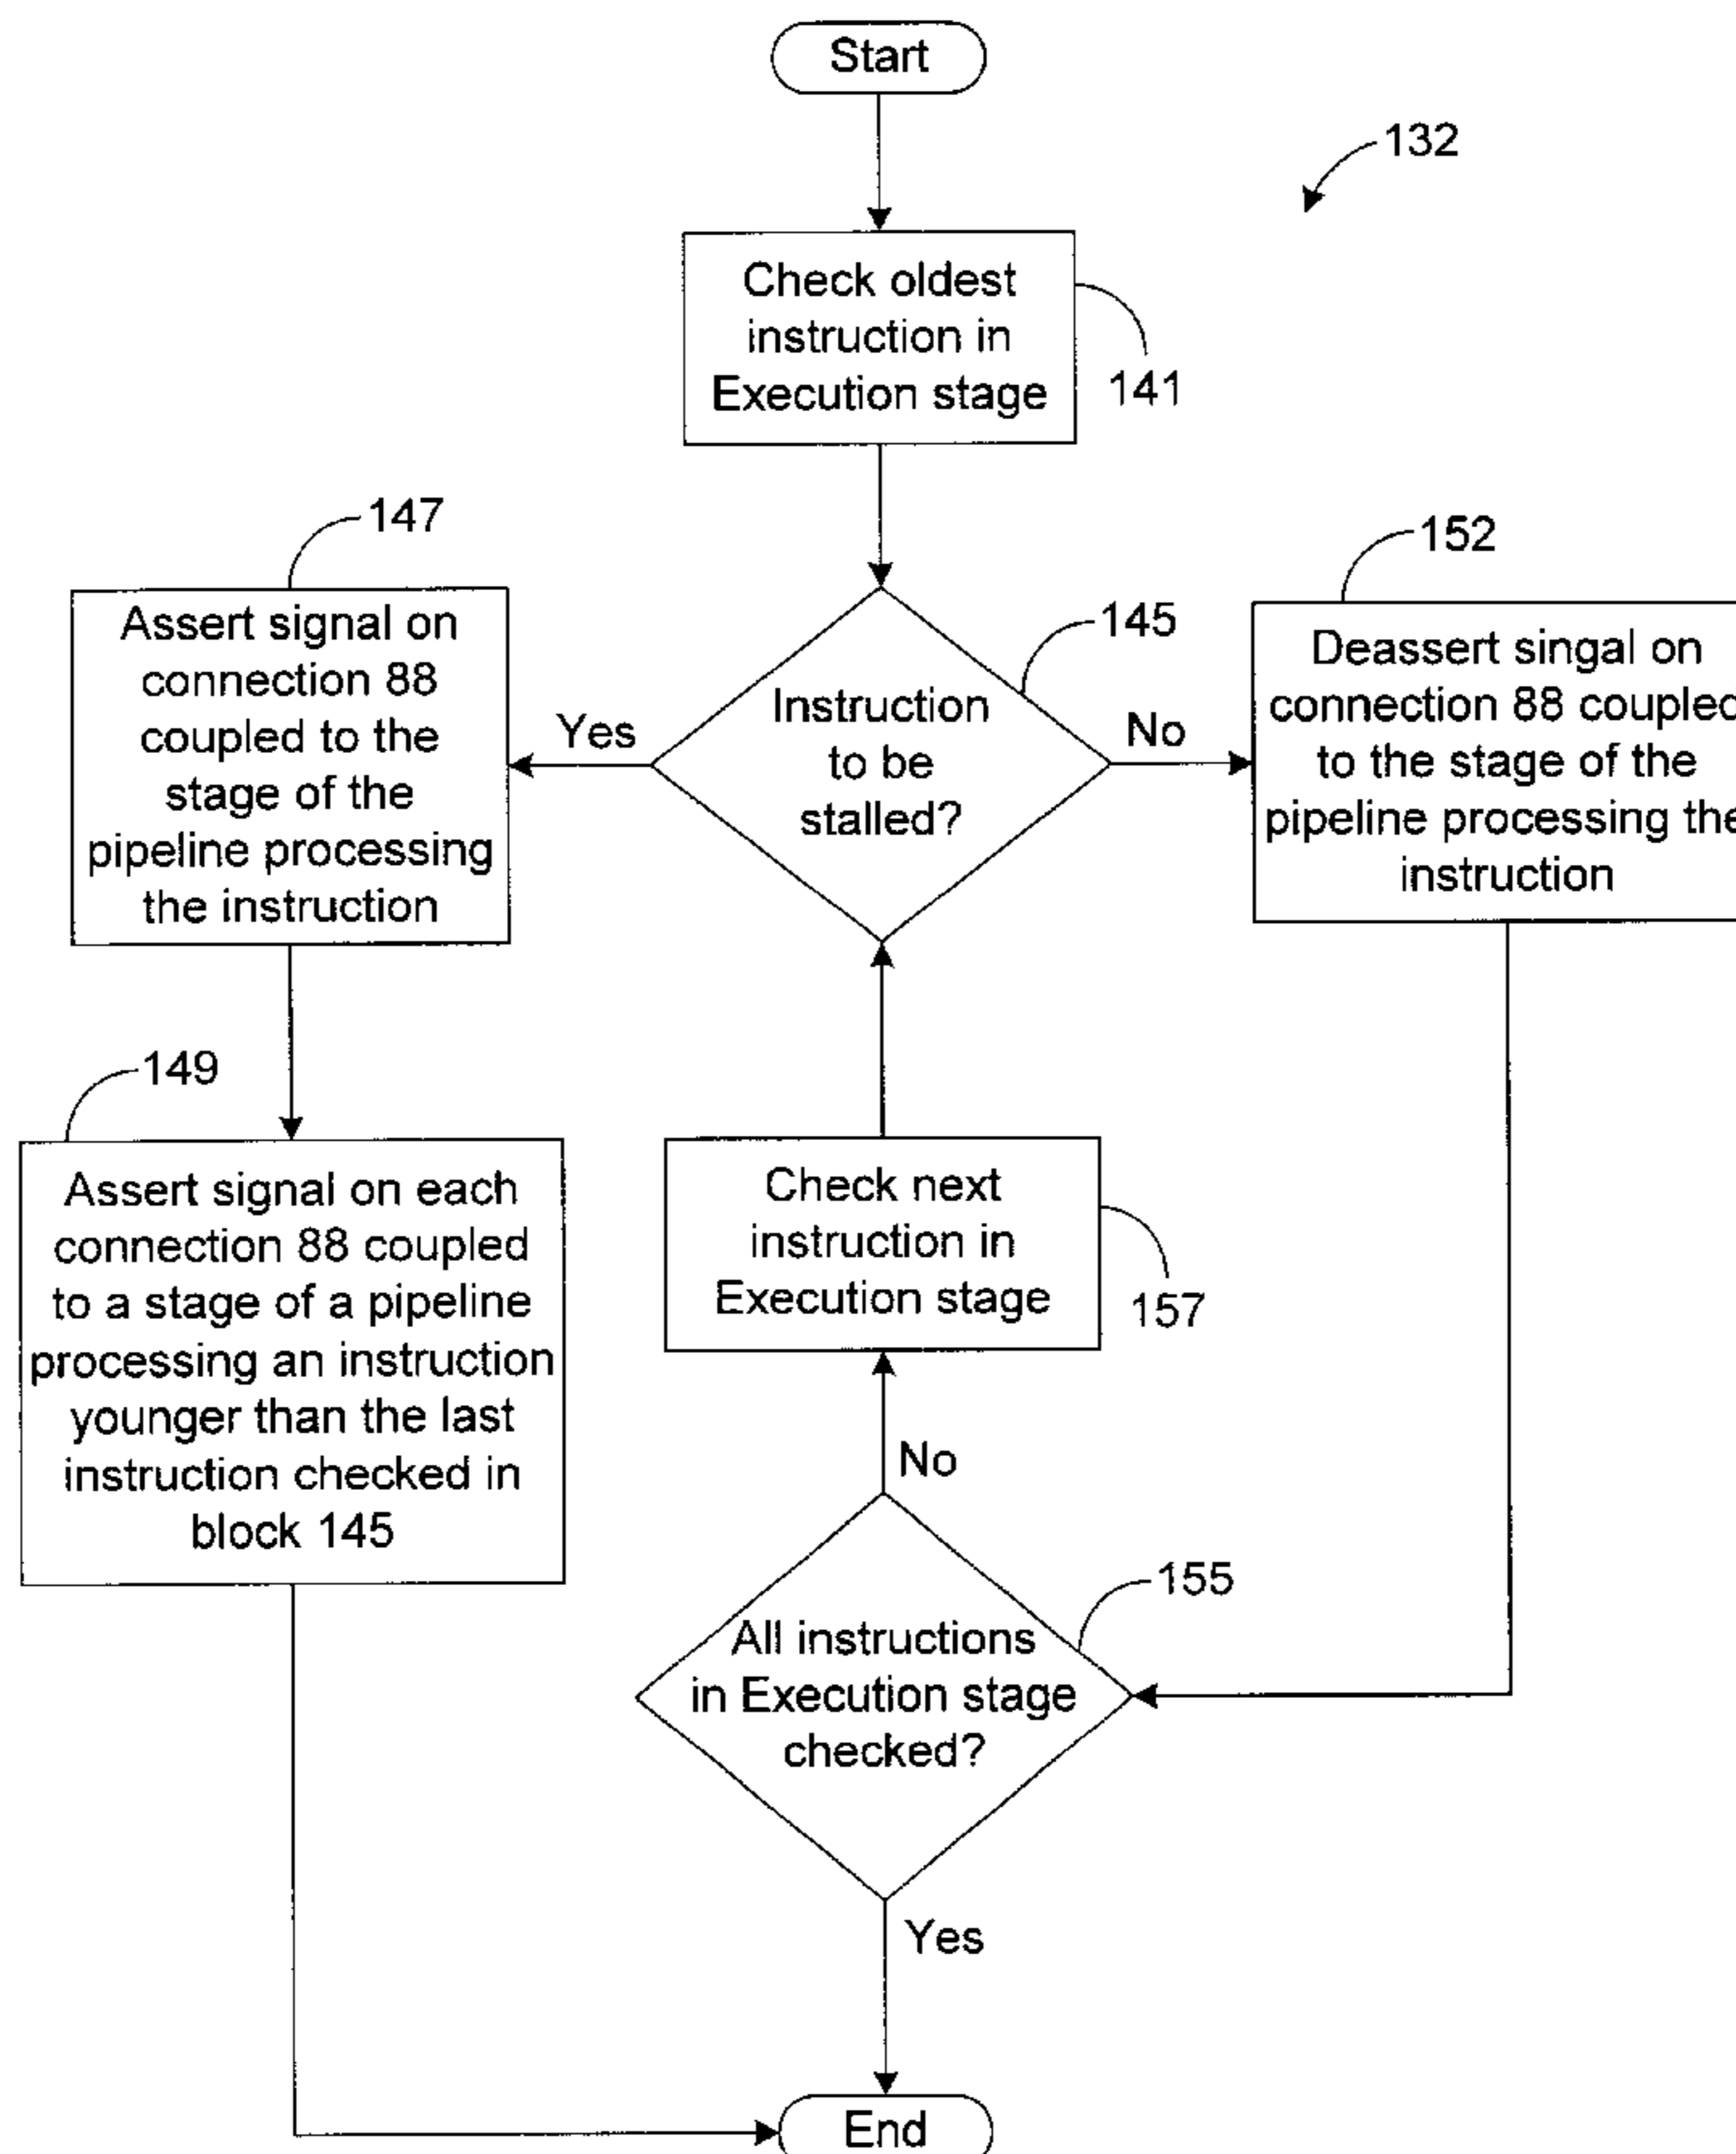 Start
132
Check oldest
instruction in
Execution stage
141
147
Assert signal on
connection 88
coupled to the
stage of the
pipeline processing
the instruction
Yes
145
Instruction
to be
stalled?
No
152
Deassert singal on
connection 88 coupled
to the stage of the
pipeline processing the
instruction
149
Assert signal on each
connection 88 coupled
to a stage of a pipeline
processing an instruction
younger than the last
instruction checked in
block 145
Check next
instruction in
Execution stage
157
No
155
All instructions
in Execution stage
checked?
Yes
End